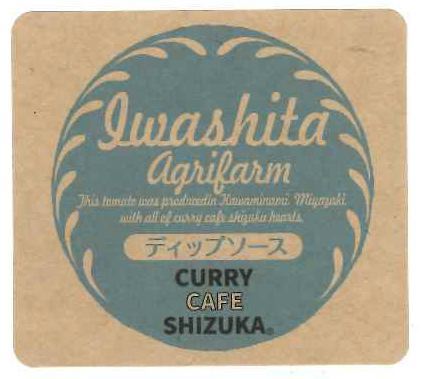 Iwashita
Agrifarm
This tomato was producedin Kawaminami Miyazaki
with all of curry cafe shizuka hearts.
ディップソース
CURRY
CAFE
SHIZUKA®